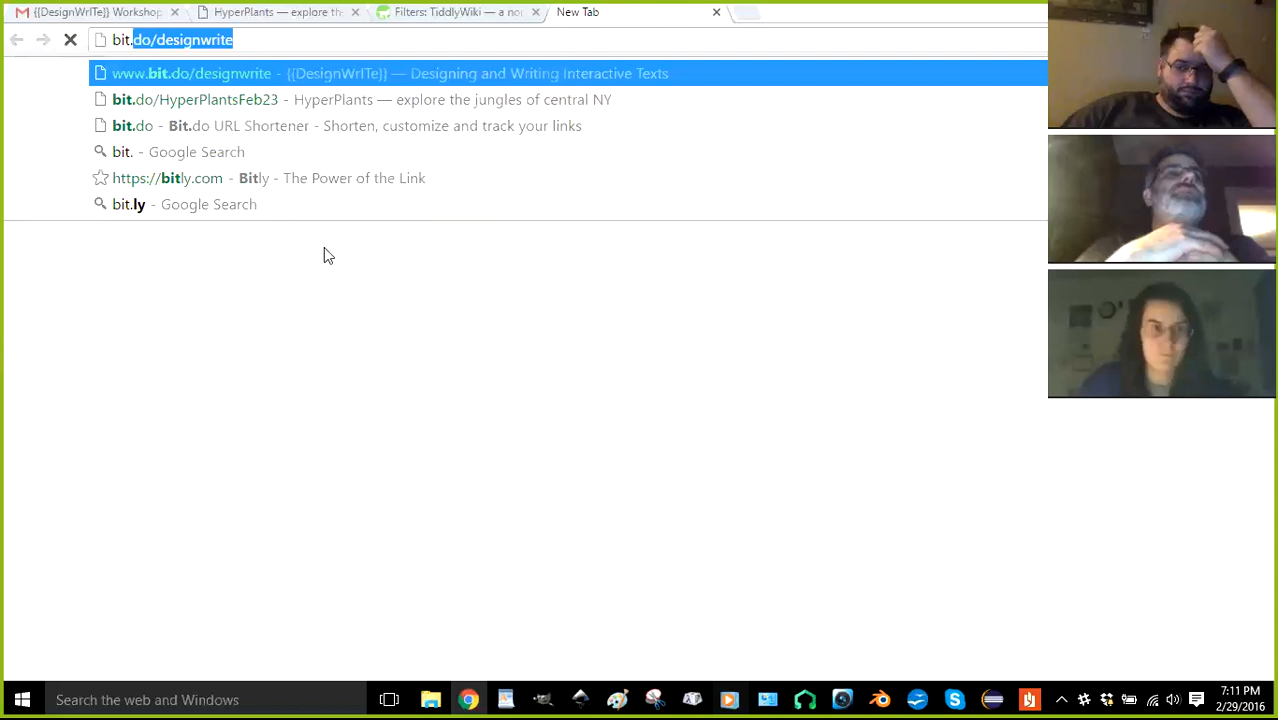 {{DesignWrITe}} Worksho
HyperPlants — explore th
Filters: TiddlyWiki — a no
New Tab
bit.do/designwrite
www.bit.do/designwrite - {{DesignWrITe}} — Designing and Writing Interactive Texts
bit.do/HyperPlantsFeb23 - HyperPlants — explore the jungles of central NY
bit.do - Bit.do URL Shortener - Shorten, customize and track your links
bit. - Google Search
https://bitly.com - Bitly - The Power of the Link
bit.ly - Google Search
Search the web and Windows
7:11 PM
2/29/2016